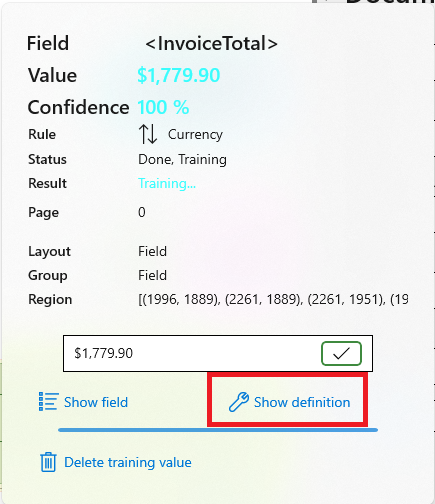 Field <InvoiceTotal>
Value $1,779.90
Confidence 100 %
Rule Currency
Status Done, Training
Result Training...
Page 0
Layout Field
Group Field
Region [(1996, 1889), (2261, 1889), (2261, 1951), (19
$1,779.90
Show field Show definition
Delete training value